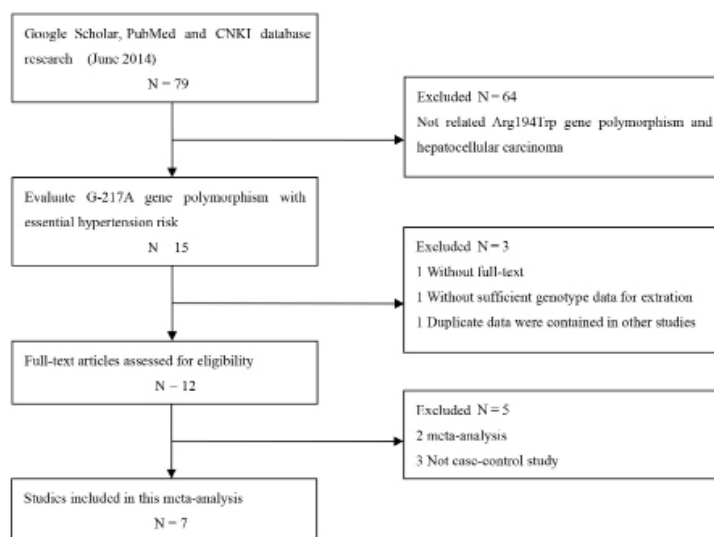 Google Scholar, PubMed and CNKI database
research (June 2014)
N = 79
Excluded N = 64
Not related Arg194Trp gene polymorphism and
hepatocellular carcinoma
Evaluate G-217A gene polymorphism with
essential hypertension risk
N 15
Excluded N = 3
1 Without full-text
1 Without sufficient genotype data for extration
1 Duplicate data were contained in other studies
Full-text articles assessed for eligibility
N – 12
Excluded N = 5
2 meta-analysis
3 Not case-control study
Studies included in this meta-analysis
N = 7